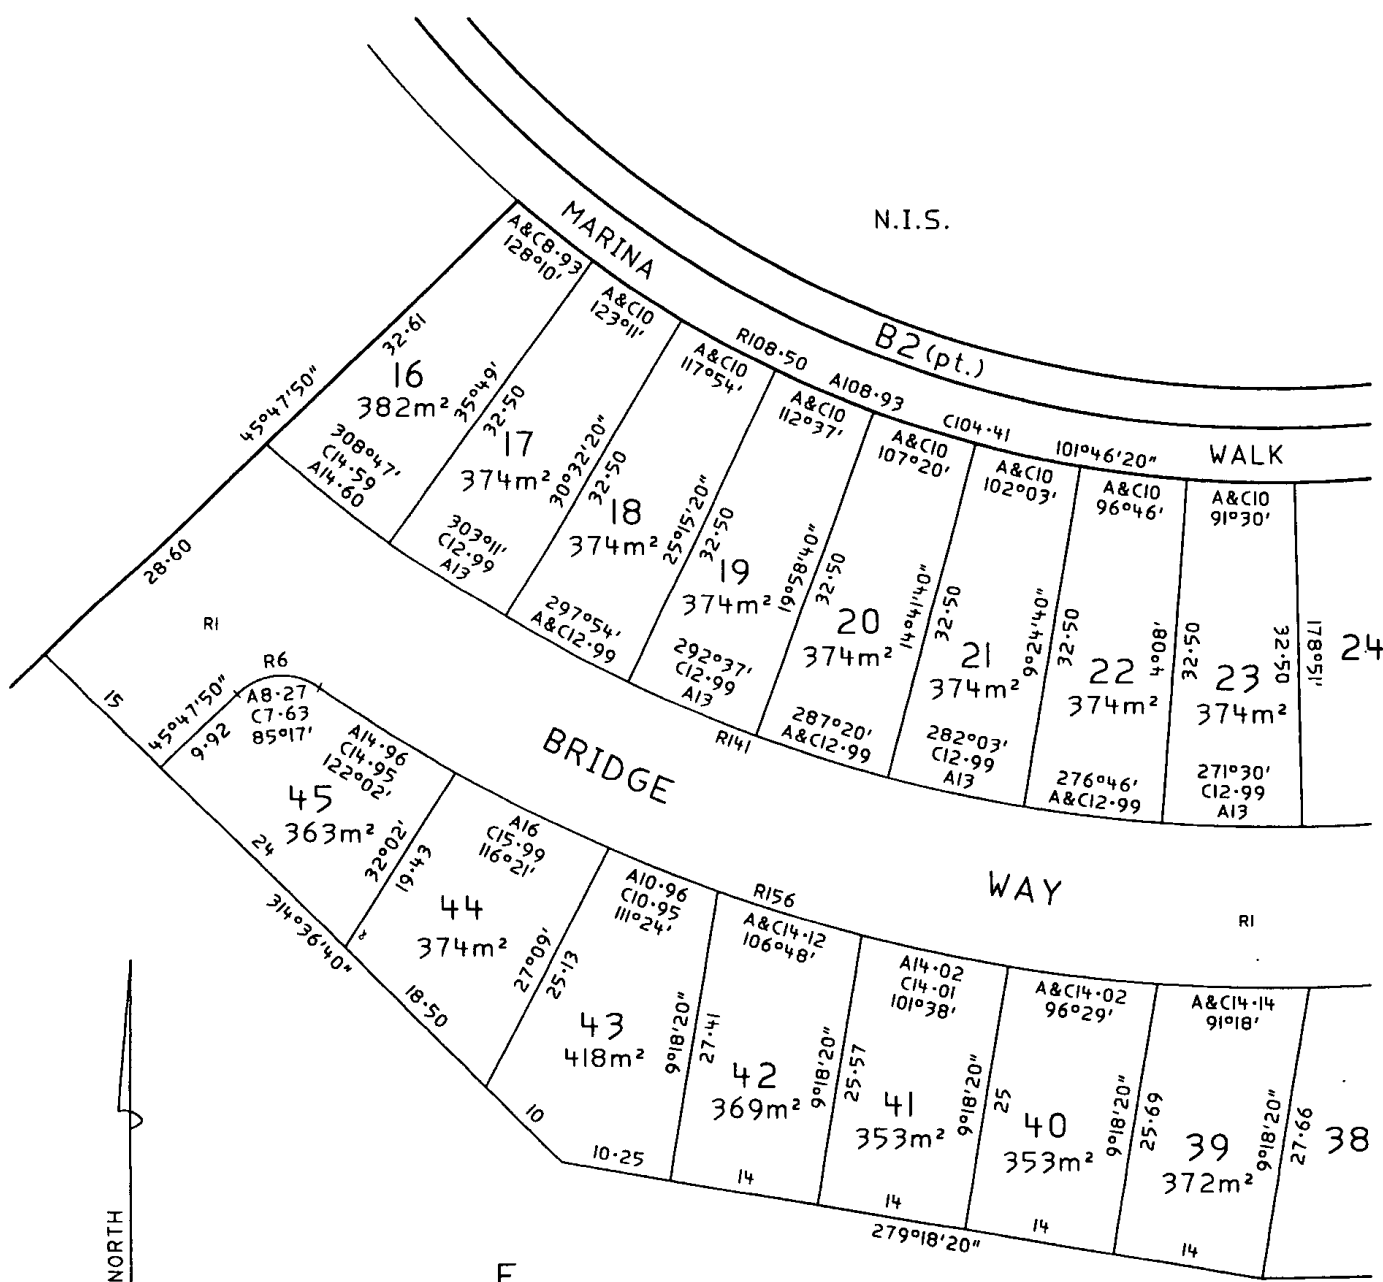 N.I.S.
MARINA
B2 (pt.)
WALK
R108·50
A108·93
C104·41
101°46'20"
A&C8·93
128°10'
32·61
45°47'50"
16
382m²
308°47'
C14·59
A14·60
35°49'
32·50
A&C10
123°11'
17
374m²
303°11'
C12·99
A13
30°32'20"
32·50
A&C10
117°54'
18
374m²
297°54'
A&C12·99
25°15'20"
32·50
A&C10
112°37'
19
374m²
292°37'
C12·99
A13
19°58'40"
32·50
A&C10
107°20'
20
374m²
287°20'
A&C12·99
14°41'40"
32·50
A&C10
102°03'
21
374m²
282°03'
C12·99
A13
9°24'40"
32·50
A&C10
96°46'
22
374m²
276°46'
A&C12·99
4°08'
32·50
A&C10
91°30'
23
374m²
271°30'
C12·99
A13
32·50
178°51'
24
28·60
R1
R141
BRIDGE
WAY
R1
R156
15
R6
45°47'50"
9·92
A8·27
C7·63
85°17'
A14·96
C14·95
122°02'
45
363m²
24
314°36'40"
32°02'
19·43
A16
C15·99
116°21'
44
374m²
18·50
27°09'
25·13
A10·96
C10·95
111°24'
43
418m²
10
10·25
9°18'20"
27·41
A&C14·12
106°48'
42
369m²
14
9°18'20"
25·57
A14·02
C14·01
101°38'
41
353m²
14
9°18'20"
25
A&C14·02
96°29'
40
353m²
14
9°18'20"
25·69
A&C14·14
91°18'
39
372m²
14
9°18'20"
27·66
38
279°18'20"
NORTH